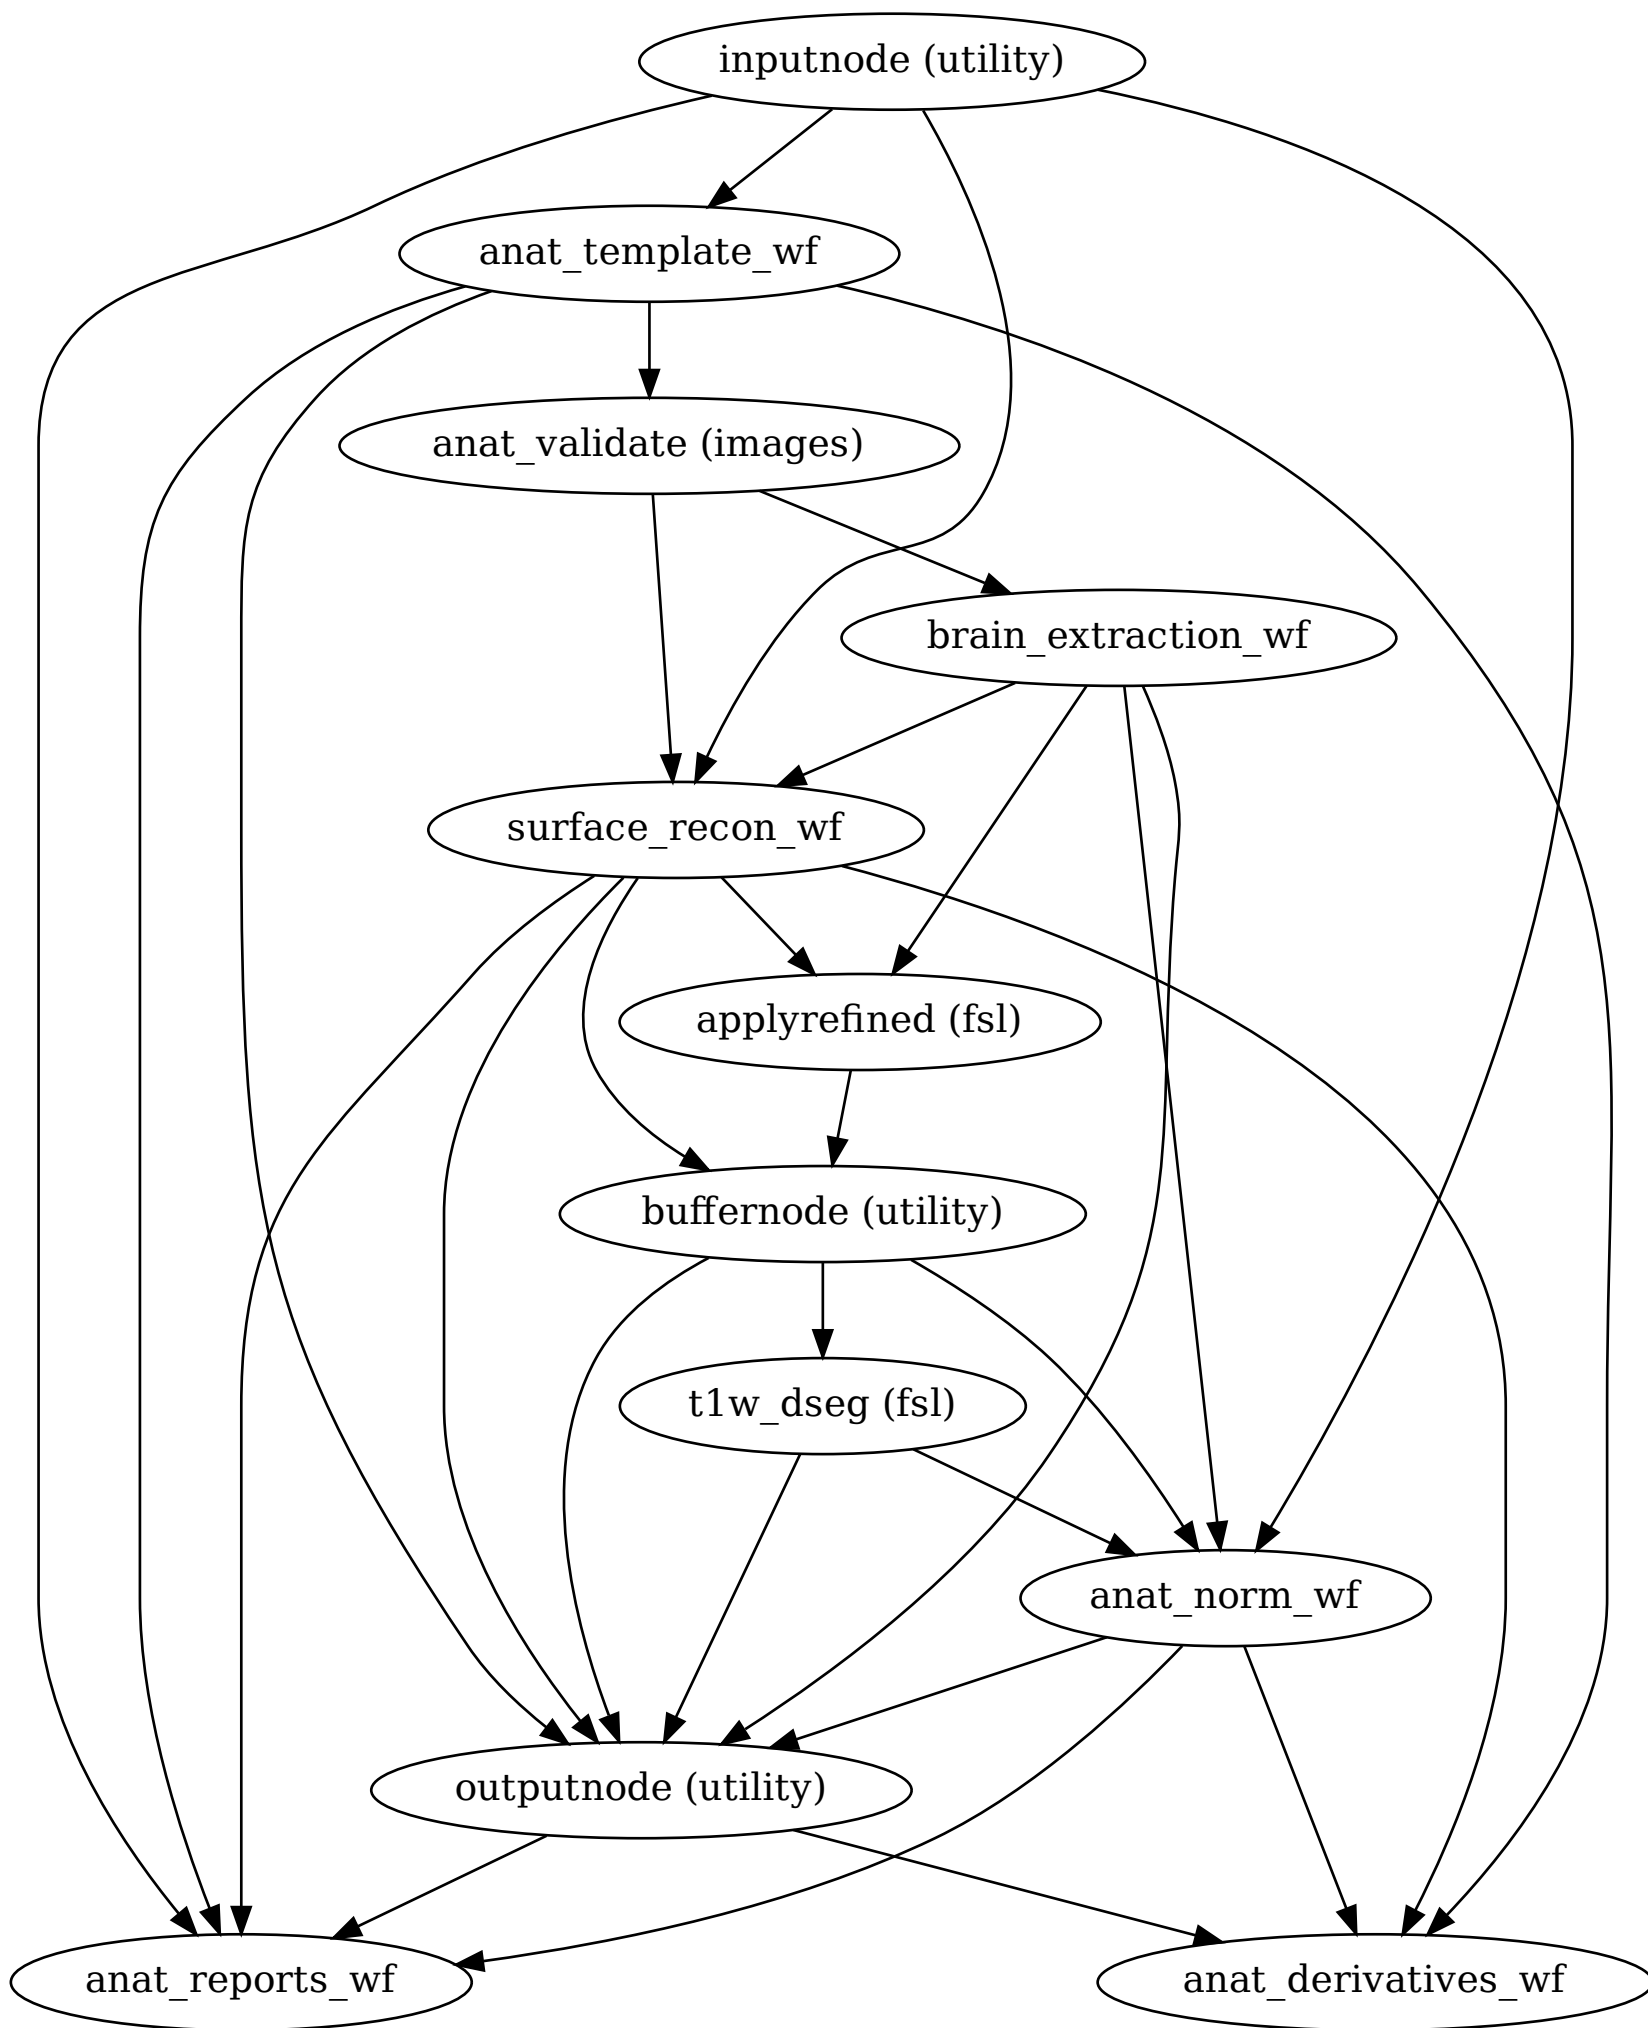 inputnode (utility)
anat_template_wf
anat_validate (images)
brain_extraction_wf
surface_recon_wf
applyrefined (fsl)
buffernode (utility)
t1w_dseg (fsl)
anat_norm_wf
outputnode (utility)
anat_reports_wf
anat_derivatives_wf